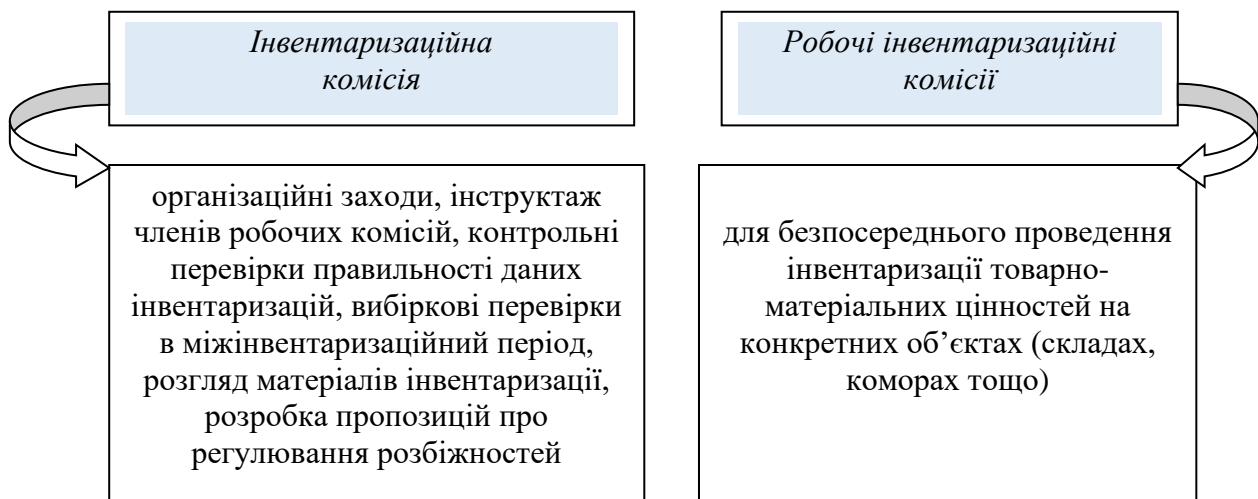 Інвентаризаційна
комісія
організаційні заходи, інструктаж
членів робочих комісій, контрольні
перевірки правильності даних
інвентаризацій, вибіркові перевірки
в міжінвентаризаційний період,
розгляд матеріалів інвентаризації,
розробка пропозицій про
регулювання розбіжностей
Робочі інвентаризаційні
комісії
для безпосереднього проведення
інвентаризації товарно-
матеріальних цінностей на
конкретних об’єктах (складах,
коморах тощо)